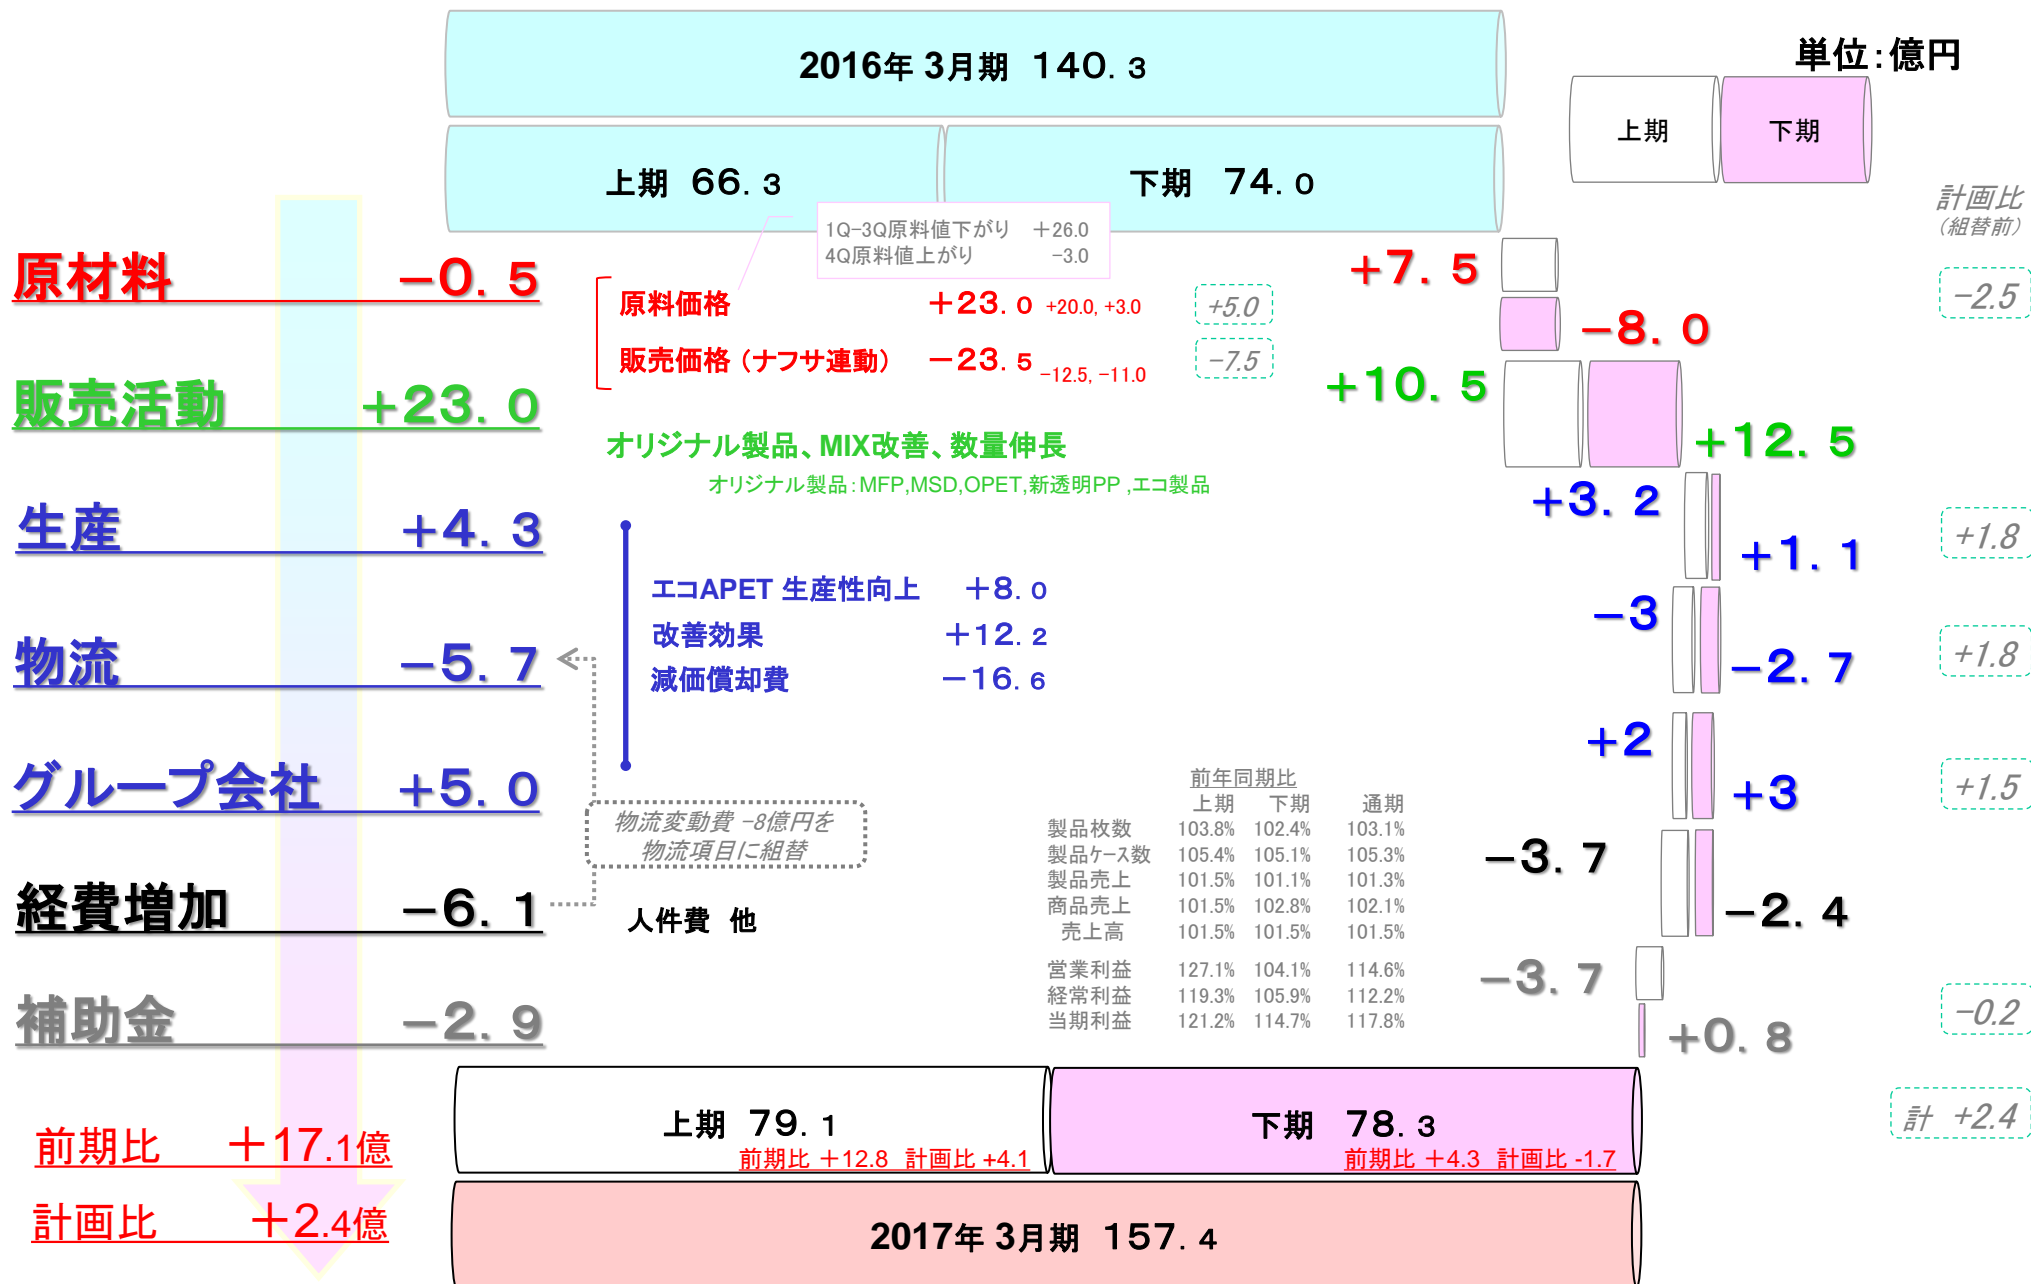 2016年 3月期 140.3
単位：億円
上期
下期
上期 66.3
下期 74.0
計画比
（組替前）
1Q-3Q原料値下がり +26.0
4Q原料値上がり -3.0
原材料 -0.5
原料価格 +23.0 +20.0, +3.0
+5.0
+7.5
-8.0
-2.5
販売価格（ナフサ連動） -23.5 -12.5, -11.0
-7.5
販売活動 +23.0
オリジナル製品、MIX改善、数量伸長
オリジナル製品：MFP,MSD,OPET,新透明PP ,エコ製品
+10.5
+12.5
生産 +4.3
+3.2
+1.1
+1.8
エコAPET 生産性向上 +8.0
改善効果 +12.2
減価償却費 -16.6
物流 -5.7
-3
-2.7
+1.8
グループ会社 +5.0
+2
+3
+1.5
物流変動費 -8億円を
物流項目に組替
経費増加 -6.1
人件費 他
-3.7
-2.4
前年同期比
上期 下期 通期
製品枚数 103.8% 102.4% 103.1%
製品ケース数 105.4% 105.1% 105.3%
製品売上 101.5% 101.1% 101.3%
商品売上 101.5% 102.8% 102.1%
売上高 101.5% 101.5% 101.5%
営業利益 127.1% 104.1% 114.6%
経常利益 119.3% 105.9% 112.2%
当期利益 121.2% 114.7% 117.8%
補助金 -2.9
-3.7
+0.8
-0.2
上期 79.1
前期比 +12.8 計画比 +4.1
下期 78.3
前期比 +4.3 計画比 -1.7
計 +2.4
前期比 +17.1億
計画比 +2.4億
2017年 3月期 157.4